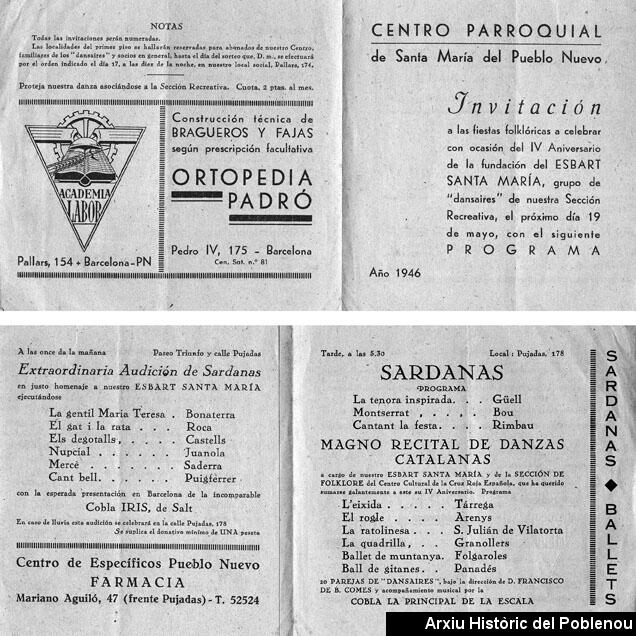 NOTAS
Todas las invitaciones serán numeradas.
Las localidades del primer piso se hallarán reservadas para abonados de nuestro Centro,
familiares de los "dansaires" y socios en general, hasta el día del sorteo que, D. m., se efectuará
por el orden indicado el día 17, a las diez de la noche, en nuestro local social, Pallars, 174.
Proteja nuestra danza asociándose a la Sección Recreativa. Cuota, 2 ptas. al mes.
ACADEMIA
LABOR
Pallars, 154 + Barcelona-PN
Construcción técnica de
BRAGUEROS Y FAJAS
según prescripción facultativa
ORTOPEDIA
PADRÓ
Pedro IV, 175 - Barcelona
Cen. Sat. n.º 81
CENTRO PARROQUIAL
de Santa María del Pueblo Nuevo
Invitación
a las fiestas folklóricas a celebrar
con ocasión del IV Aniversario
de la fundación del ESBART
SANTA MARÍA, grupo de
"dansaires" de nuestra Sección
Recreativa, el próximo día 19
de mayo, con el siguiente
PROGRAMA
Año 1946
A las once de la mañana Paseo Triunfo y calle Pujadas
Extraordinaria Audición de Sardanas
en justo homenaje a nuestro ESBART SANTA MARÍA
ejecutándose
La gentil Maria Teresa . Bonaterra
El gat i la rata . . . Roca
Els degotalls, . . . . Castells
Nupcial . . . . . . Juanola
Mercè . . . . . . Saderra
Cant bell. . . . . . Puigferrer
con la esperada presentación en Barcelona de la incomparable
Cobla IRIS, de Salt
En caso de lluvia esta audición se celebrará en la calle Pujadas, 178
Se suplica el donativo mínimo de UNA peseta
Centro de Específicos Pueblo Nuevo
FARMACIA
Mariano Aguiló, 47 (frente Pujadas) - T. 52524
Tarde, a las 5,30 Local: Pujadas, 178
SARDANAS
PROGRAMA
La tenora inspirada. . . Güell
Montserrat . , . . , Bou
Cantant la festa. . . . Rimbau
MAGNO RECITAL DE DANZAS
CATALANAS
a cargo de nuestro ESBART SANTA MARÍA y de la SECCIÓN DE
FOLKLORE del Centro Cultural de la Cruz Roja Española, que ha querido
sumarse galantemente a este su IV Aniversario. Programa
L'eixida . . . . . Tárrega
El rogle . . . . . Arenys
La ratolinesa . . . S. Julián de Vilatorta
La quadrilla, . . . Granollers
Ballet de muntanya. Folgaroles
Ball de gitanes. . . Panadés
20 PAREJAS DE "DANSAIRES", bajo la dirección de D. FRANCISCO
DE B. COMES y acompañamiento musical por la
COBLA LA PRINCIPAL DE LA ESCALA
SARDANAS ◆ BALLETS
Arxiu Històric del Poblenou